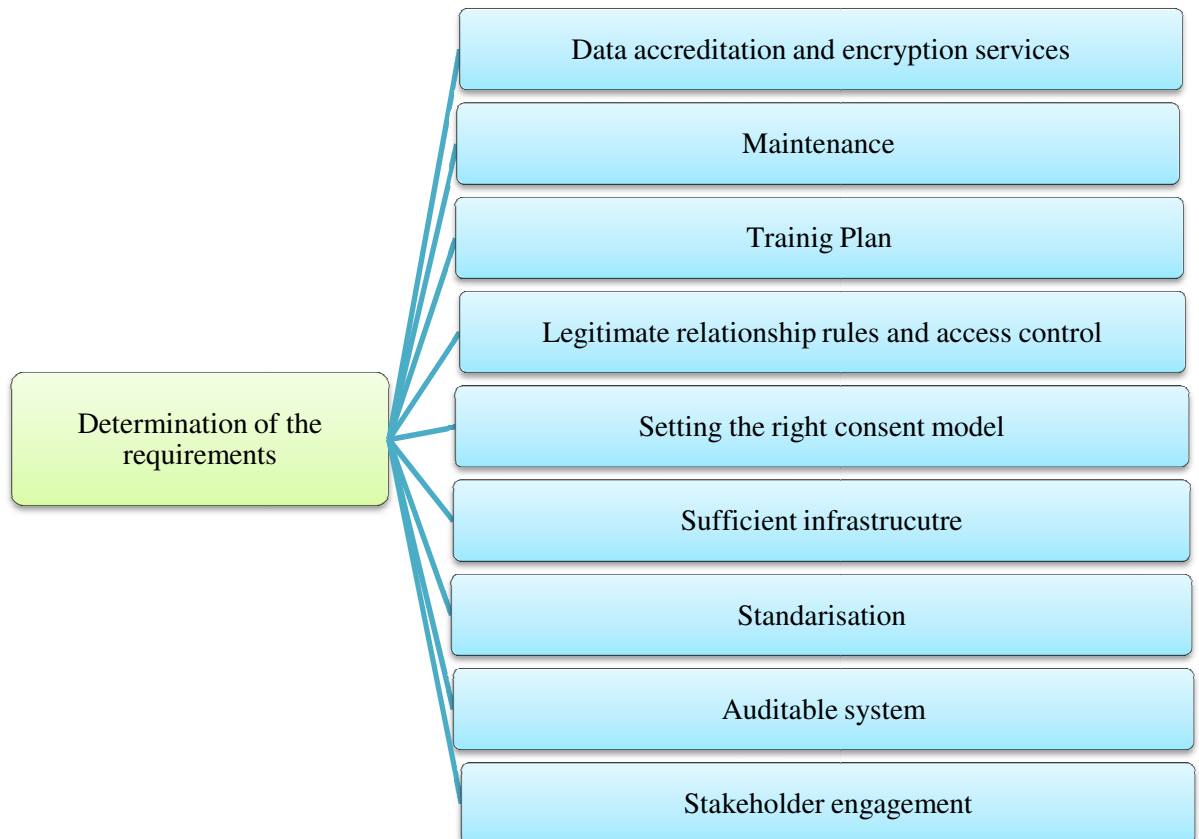 Data accreditation and encryption services
Maintenance
Trainig Plan
Legitimate relationship rules and access control
Determination of the
requirements
Setting the right consent model
Sufficient infrastrucutre
Standarisation
Auditable system
Stakeholder engagement